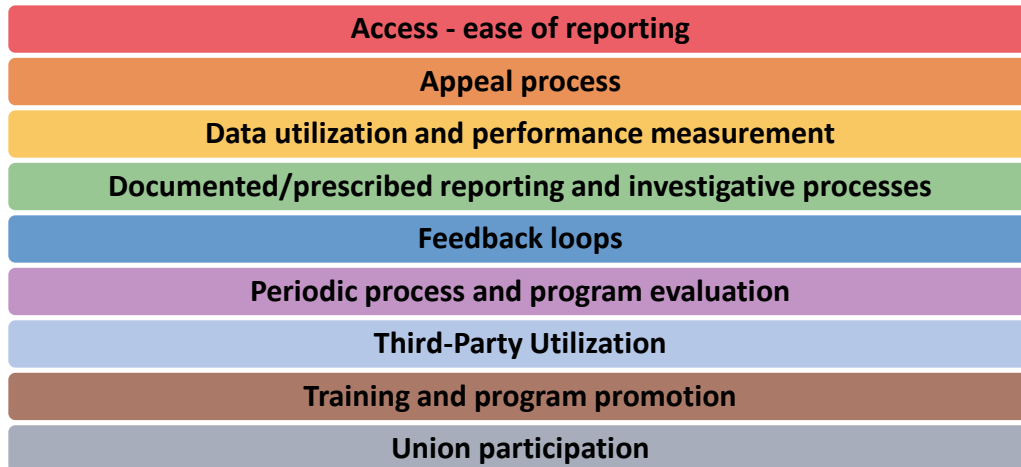 Access - ease of reporting
Appeal process
Data utilization and performance measurement
Documented/prescribed reporting and investigative processes
Feedback loops
Periodic process and program evaluation
Third-Party Utilization
Training and program promotion
Union participation